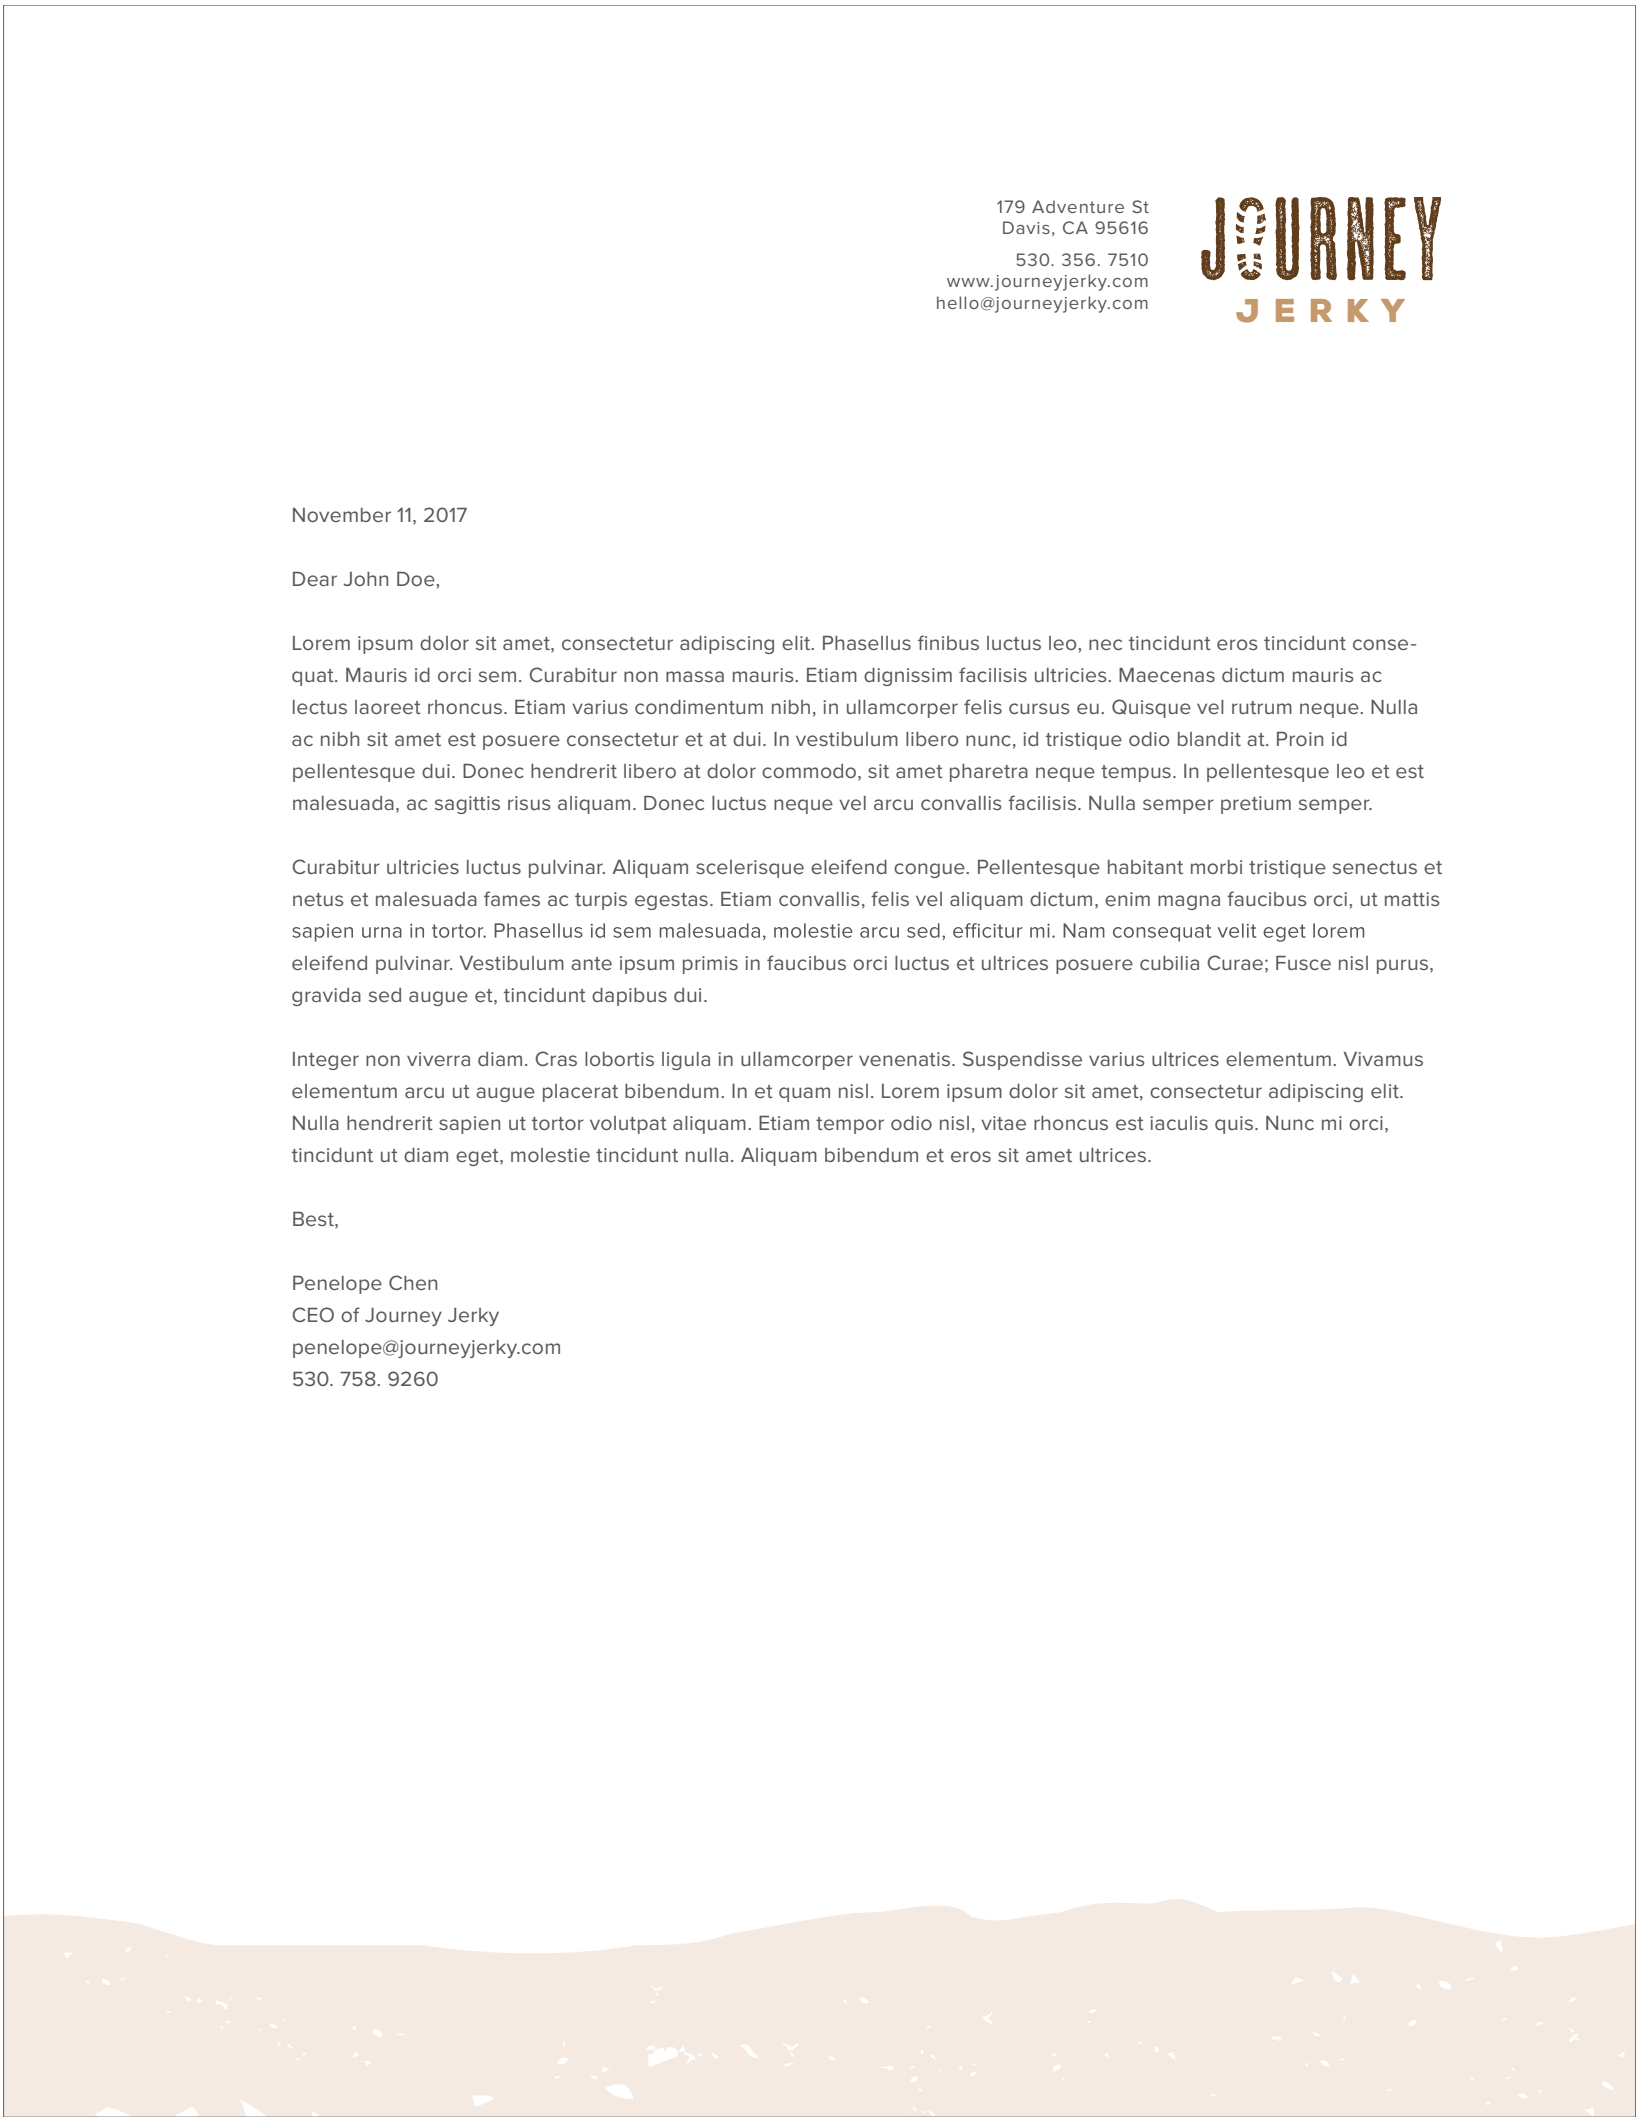 179 Adventure St
Davis, CA 95616
530. 356. 7510
www.journeyjerky.com
hello@journeyjerky.com
JOURNEY
JERKY
November 11, 2017
Dear John Doe,
Lorem ipsum dolor sit amet, consectetur adipiscing elit. Phasellus finibus luctus leo, nec tincidunt eros tincidunt conse-
quat. Mauris id orci sem. Curabitur non massa mauris. Etiam dignissim facilisis ultricies. Maecenas dictum mauris ac
lectus laoreet rhoncus. Etiam varius condimentum nibh, in ullamcorper felis cursus eu. Quisque vel rutrum neque. Nulla
ac nibh sit amet est posuere consectetur et at dui. In vestibulum libero nunc, id tristique odio blandit at. Proin id
pellentesque dui. Donec hendrerit libero at dolor commodo, sit amet pharetra neque tempus. In pellentesque leo et est
malesuada, ac sagittis risus aliquam. Donec luctus neque vel arcu convallis facilisis. Nulla semper pretium semper.
Curabitur ultricies luctus pulvinar. Aliquam scelerisque eleifend congue. Pellentesque habitant morbi tristique senectus et
netus et malesuada fames ac turpis egestas. Etiam convallis, felis vel aliquam dictum, enim magna faucibus orci, ut mattis
sapien urna in tortor. Phasellus id sem malesuada, molestie arcu sed, efficitur mi. Nam consequat velit eget lorem
eleifend pulvinar. Vestibulum ante ipsum primis in faucibus orci luctus et ultrices posuere cubilia Curae; Fusce nisl purus,
gravida sed augue et, tincidunt dapibus dui.
Integer non viverra diam. Cras lobortis ligula in ullamcorper venenatis. Suspendisse varius ultrices elementum. Vivamus
elementum arcu ut augue placerat bibendum. In et quam nisl. Lorem ipsum dolor sit amet, consectetur adipiscing elit.
Nulla hendrerit sapien ut tortor volutpat aliquam. Etiam tempor odio nisl, vitae rhoncus est iaculis quis. Nunc mi orci,
tincidunt ut diam eget, molestie tincidunt nulla. Aliquam bibendum et eros sit amet ultrices.
Best,
Penelope Chen
CEO of Journey Jerky
penelope@journeyjerky.com
530. 758. 9260